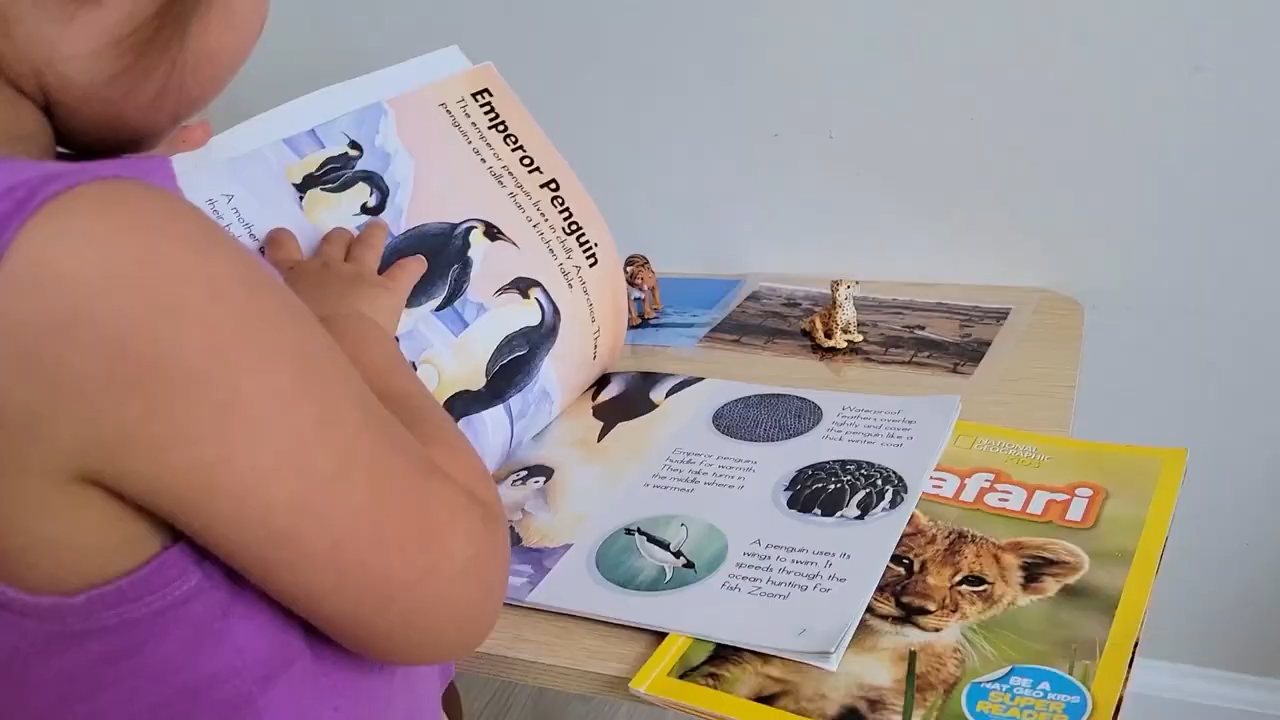 Emperor Penguin
The emperor penguin lives in chilly Antarctica. These
penguins are taller than a kitchen table.
A mother
their
Waterproof
feathers overlap
tightly and cover
the penguin like a
thick winter coat.
Emperor penguins
huddle for warmth.
They take turns in
the middle where it
is warmest.
A penguin uses its
wings to swim. It
speeds through the
ocean hunting for
fish. Zoom!
7
NATIONAL
GEOGRAPHIC
KIDS
afari
BE A
NAT GEO KIDS
SUPER
READER